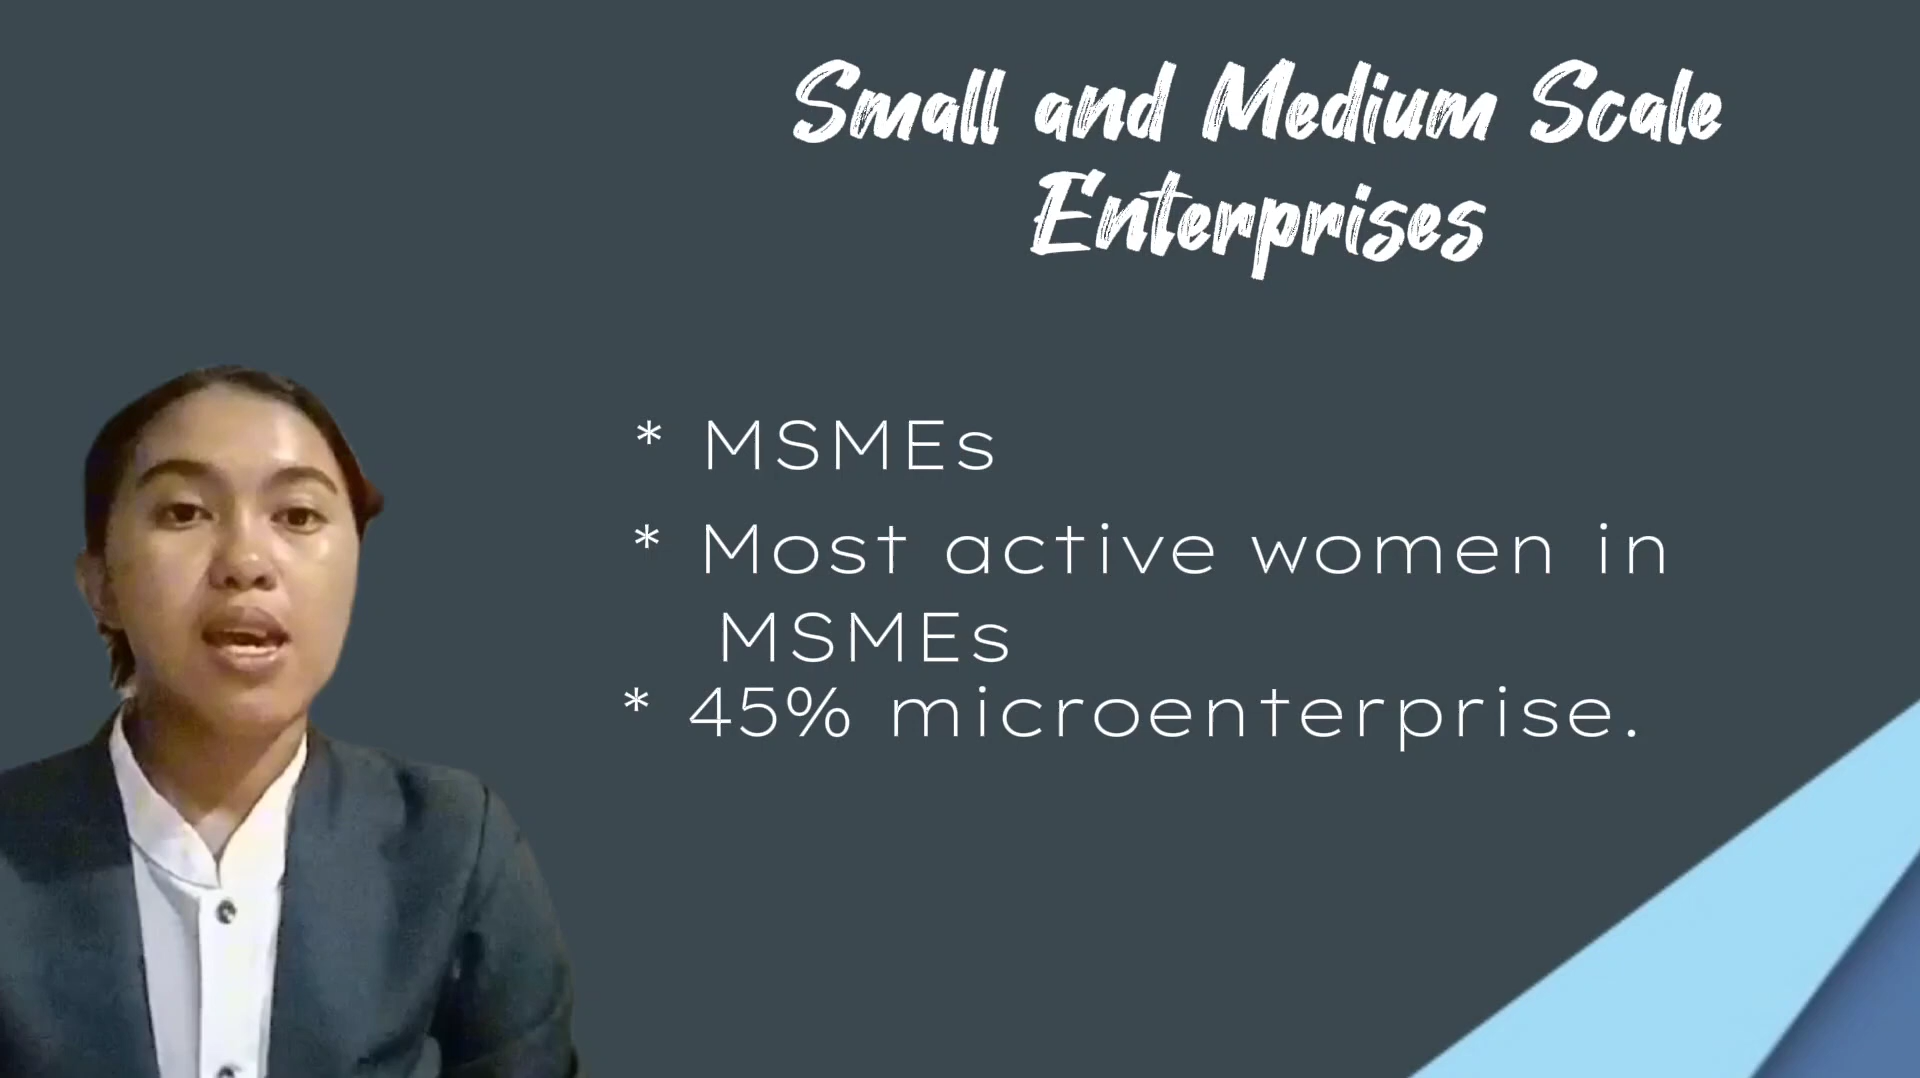 Small and Medium Scale
Enterprises
* MSMEs
* Most active women in
MSMEs
* 45% microenterprise.